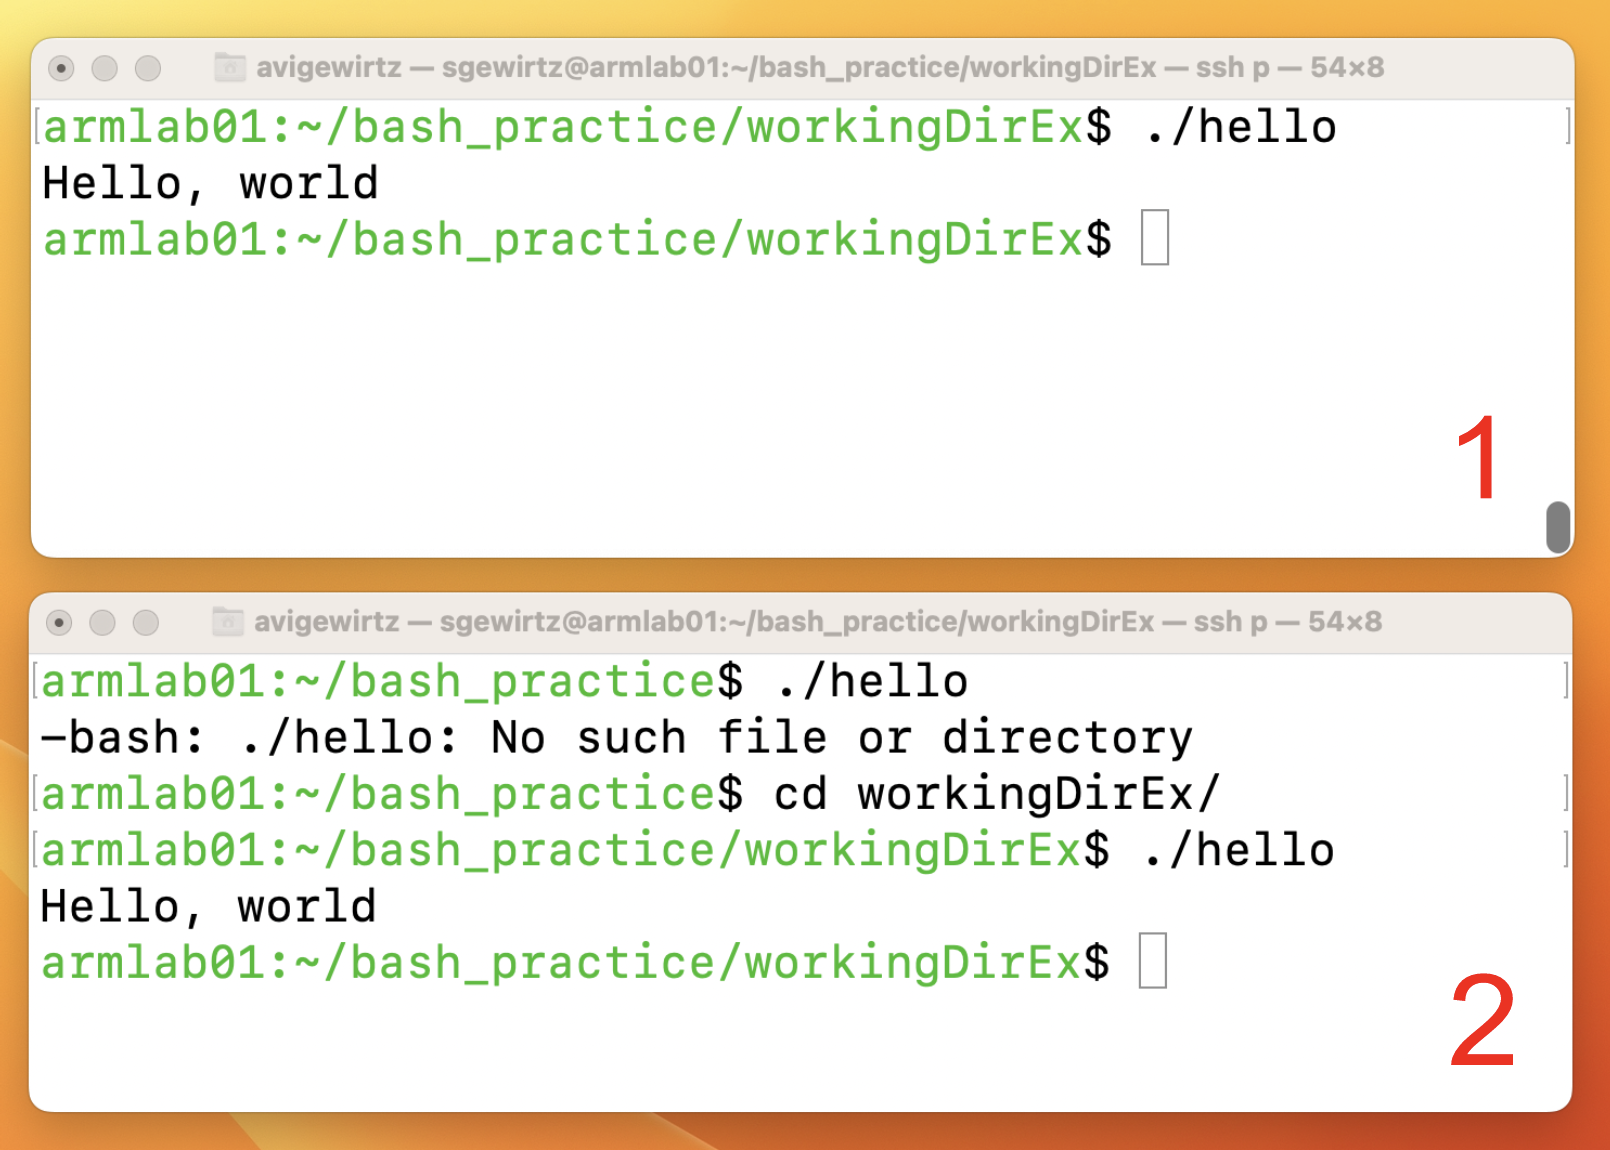 avigewirtz — sgewirtz@armlab01:~/bash_practice/workingDirEx — ssh p — 54×8
[armlab01:~/bash_practice/workingDirEx$ ./hello ]
Hello, world
armlab01:~/bash_practice/workingDirEx$
1
avigewirtz — sgewirtz@armlab01:~/bash_practice/workingDirEx — ssh p — 54×8
[armlab01:~/bash_practice$ ./hello ]
-bash: ./hello: No such file or directory
[armlab01:~/bash_practice$ cd workingDirEx/ ]
[armlab01:~/bash_practice/workingDirEx$ ./hello ]
Hello, world
armlab01:~/bash_practice/workingDirEx$
2